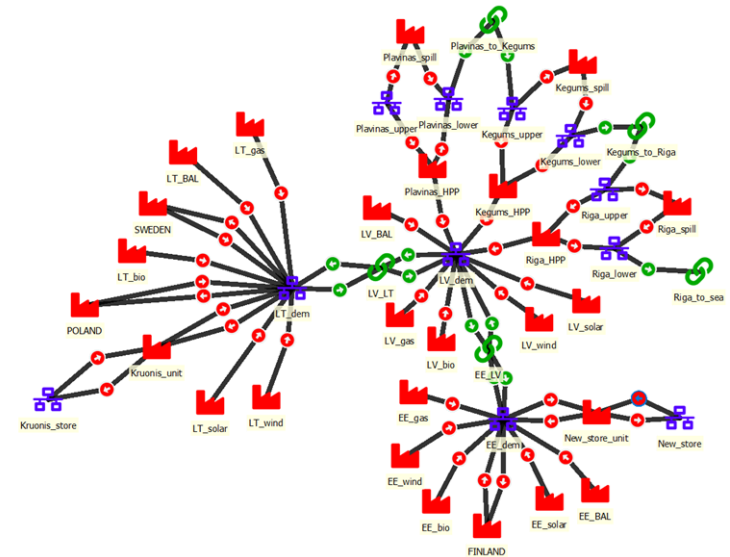 Plavinas_to_Kegums
Plavinas_spill
Kegums_spill
Plavinas_upper
Plavinas_lower
Kegums_upper
LT_gas
Kegums_to_Riga
Kegums_lower
LT_BAL
Plavinas_HPP
Kegums_HPP
Riga_upper
SWEDEN
LV_BAL
Riga_spill
Riga_HPP
LT_bio
Riga_lower
LV_dem
LV_LT
Riga_to_sea
LT_dem
LV_solar
POLAND
LV_gas
LV_wind
LV_bio
Kruonis_unit
EE_LV
EE_gas
Kruonis_store
LT_solar
LT_wind
EE_dem
New_store_unit
New_store
EE_wind
EE_bio
EE_solar
EE_BAL
FINLAND